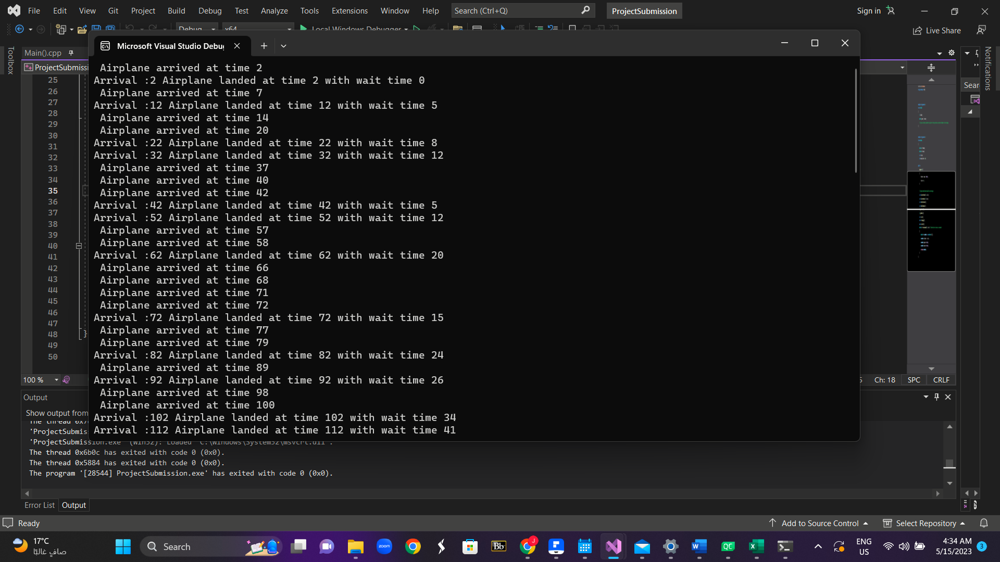 File Edit View Git Project Build Debug Test Analyze Tools Extensions Window Help Search (Ctrl+Q) ProjectSubmission Sign in
Debug x64 Local Windows Debugger Live Share
Toolbox
Main().cpp
Notifications
ProjectSubmissi
Microsoft Visual Studio Debu
Airplane arrived at time 2
Arrival :2 Airplane landed at time 2 with wait time 0
Airplane arrived at time 7
Arrival :12 Airplane landed at time 12 with wait time 5
Airplane arrived at time 14
Airplane arrived at time 20
Arrival :22 Airplane landed at time 22 with wait time 8
Arrival :32 Airplane landed at time 32 with wait time 12
Airplane arrived at time 37
Airplane arrived at time 40
Airplane arrived at time 42
Arrival :42 Airplane landed at time 42 with wait time 5
Arrival :52 Airplane landed at time 52 with wait time 12
Airplane arrived at time 57
Airplane arrived at time 58
Arrival :62 Airplane landed at time 62 with wait time 20
Airplane arrived at time 66
Airplane arrived at time 68
Airplane arrived at time 71
Airplane arrived at time 72
Arrival :72 Airplane landed at time 72 with wait time 15
Airplane arrived at time 77
Airplane arrived at time 79
Arrival :82 Airplane landed at time 82 with wait time 24
Airplane arrived at time 89
Arrival :92 Airplane landed at time 92 with wait time 26
Airplane arrived at time 98
Airplane arrived at time 100
Arrival :102 Airplane landed at time 102 with wait time 34
Arrival :112 Airplane landed at time 112 with wait time 41
25
26
27
28
29
30
31
32
33
34
35
36
37
38
39
40
41
42
43
44
45
46
47
48 }
49
50
Sear
100 %
Ch: 18 SPC CRLF
Output
Show output from
'ProjectSubmis
'ProjectSubmission.exe' (Win32): Loaded 'C:\Windows\System32\msvcrt.dll'.
The thread 0x6b0c has exited with code 0 (0x0).
The thread 0x5884 has exited with code 0 (0x0).
The program '[28544] ProjectSubmission.exe' has exited with code 0 (0x0).
Error List Output
Ready Add to Source Control Select Repository
17°C
صافٍ غالبًا
Search
zoom
Bb
J
QC
ENG
US
4:34 AM
5/15/2023
3